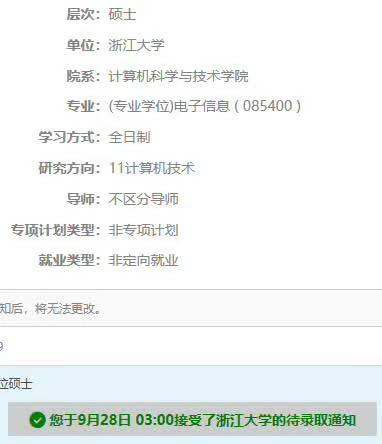 层次：硕士
单位：浙江大学
院系：计算机科学与技术学院
专业：(专业学位)电子信息（085400）
学习方式：全日制
研究方向：11计算机技术
导师：不区分导师
专项计划类型：非专项计划
就业类型：非定向就业
知后，将无法更改。
9
位硕士
您于9月28日 03:00接受了浙江大学的待录取通知